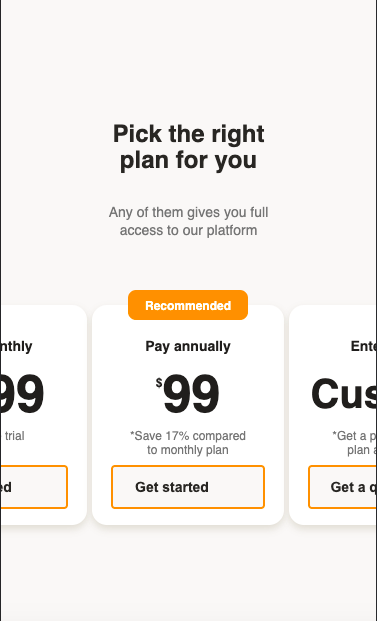 Pick the right
plan for you
Any of them gives you full
access to our platform
Recommended
nthly
99
trial
ed
Pay annually
$99
*Save 17% compared
to monthly plan
Get started
Ente
Cus
*Get a p
plan a
Get a q